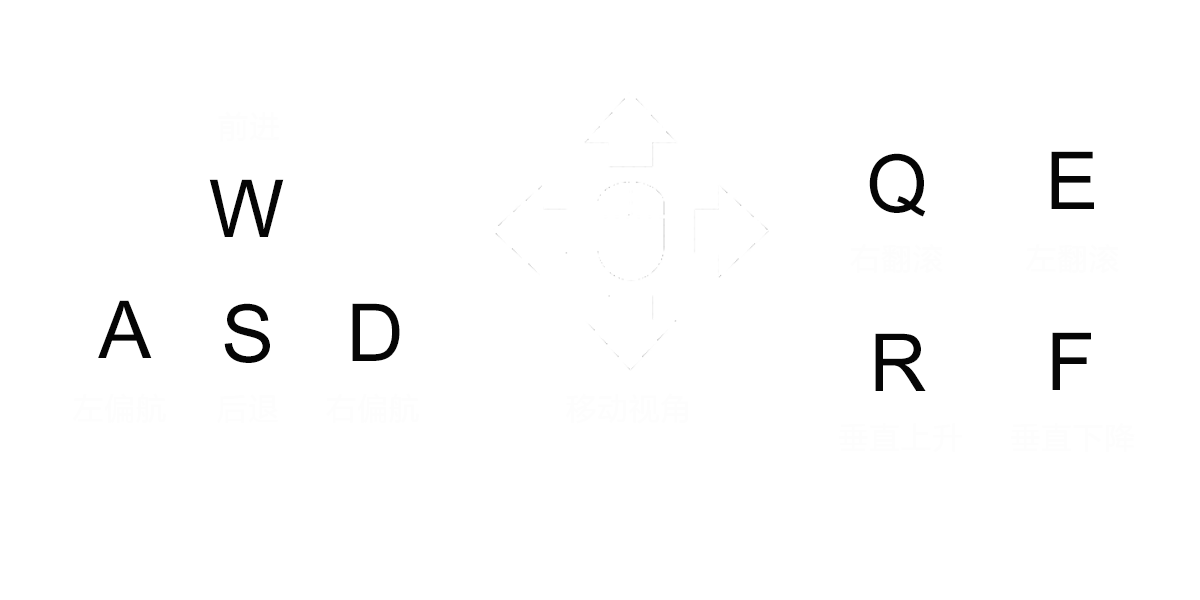 前进
W
Q E
右翻滚 左翻滚
A S D
R F
左偏航 后退 右偏航 移动视角
垂直上升 垂直下降